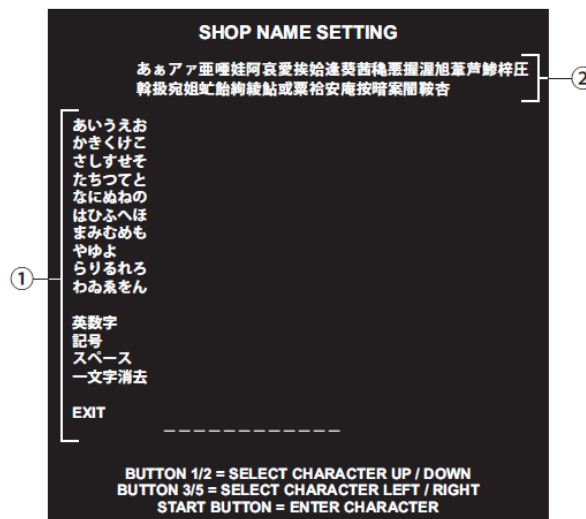 SHOP NAME SETTING
あぁアァ亜唖娃阿哀愛挨姶逢葵茜穐悪握渥旭葦芦鯵梓圧
斡扱宛姐虻飴絢綾鮎或粟袷安庵按暗案闇鞍杏
②
あいうえお
かきくけこ
さしすせそ
たちつてと
なにぬねの
はひふへほ
まみむめも
やゆよ
らりるれろ
わゐゑをん
①
英数字
記号
スペース
一文字消去
EXIT
_ _ _ _ _ _ _ _ _ _ _ _
BUTTON 1/2 = SELECT CHARACTER UP / DOWN
BUTTON 3/5 = SELECT CHARACTER LEFT / RIGHT
START BUTTON = ENTER CHARACTER